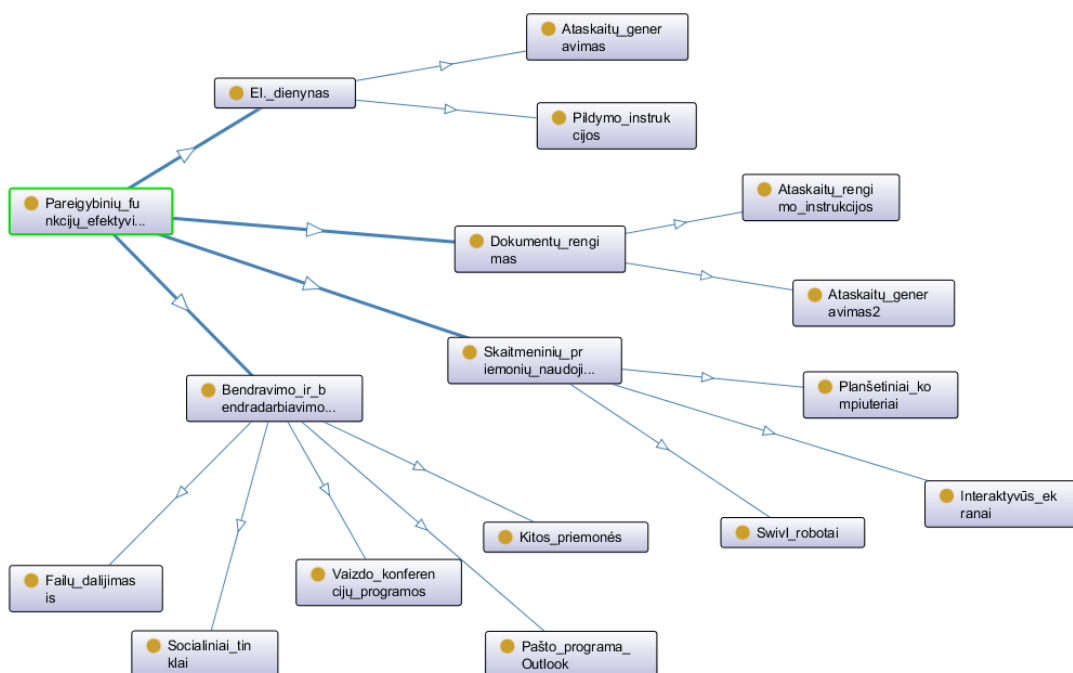 Ataskaitų_gener
avimas
El._dienynas
Pildymo_instruk
cijos
Pareigybinių_fu
nkcijų_efektyvi...
Ataskaitų_rengi
mo_instrukcijos
Dokumentų_rengi
mas
Ataskaitų_gener
avimas2
Skaitmeninių_pr
iemonių_naudoji...
Planšetiniai_ko
mpiuteriai
Bendravimo_ir_b
endradarbiavimo...
Interaktyvūs_ek
ranai
Swivl_robotai
Kitos_priemonės
Failų_dalijimas
is
Vaizdo_konferen
cijų_programos
Socialiniai_tin
klai
Pašto_programa_
Outlook